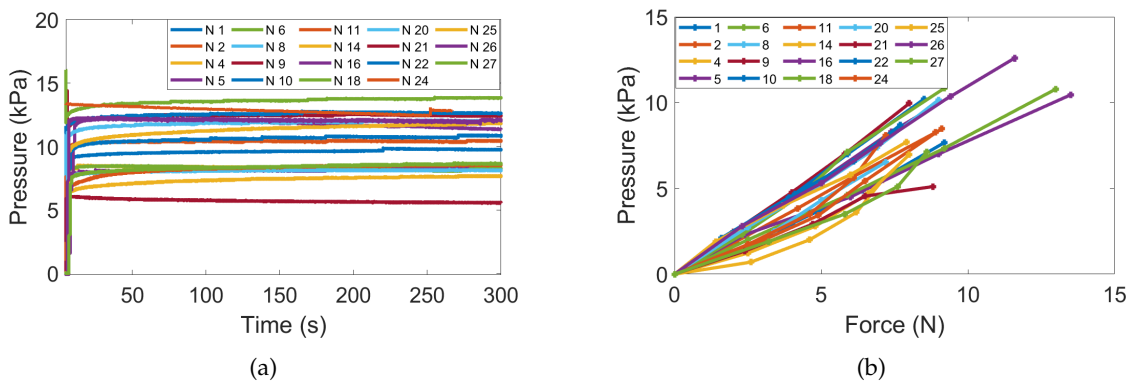 20
15
10
5
0
Pressure (kPa)
N 1 N 6 N 11 N 20 N 25
N 2 N 8 N 14 N 21 N 26
N 4 N 9 N 16 N 22 N 27
N 5 N 10 N 18 N 24
50 100 150 200 250 300
Time (s)
(a)
15
10
5
0
Pressure (kPa)
1 6 11 20 25
2 8 14 21 26
4 9 16 22 27
5 10 18 24
0 5 10 15
Force (N)
(b)